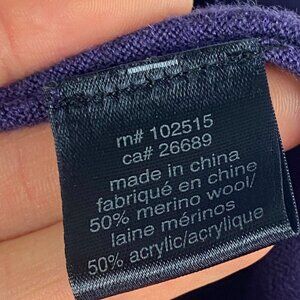 m# 102515
ca# 26689
made in china
fabriqué en chine
50% merino wool/
laine mérinos
50% acrylic/acrylique